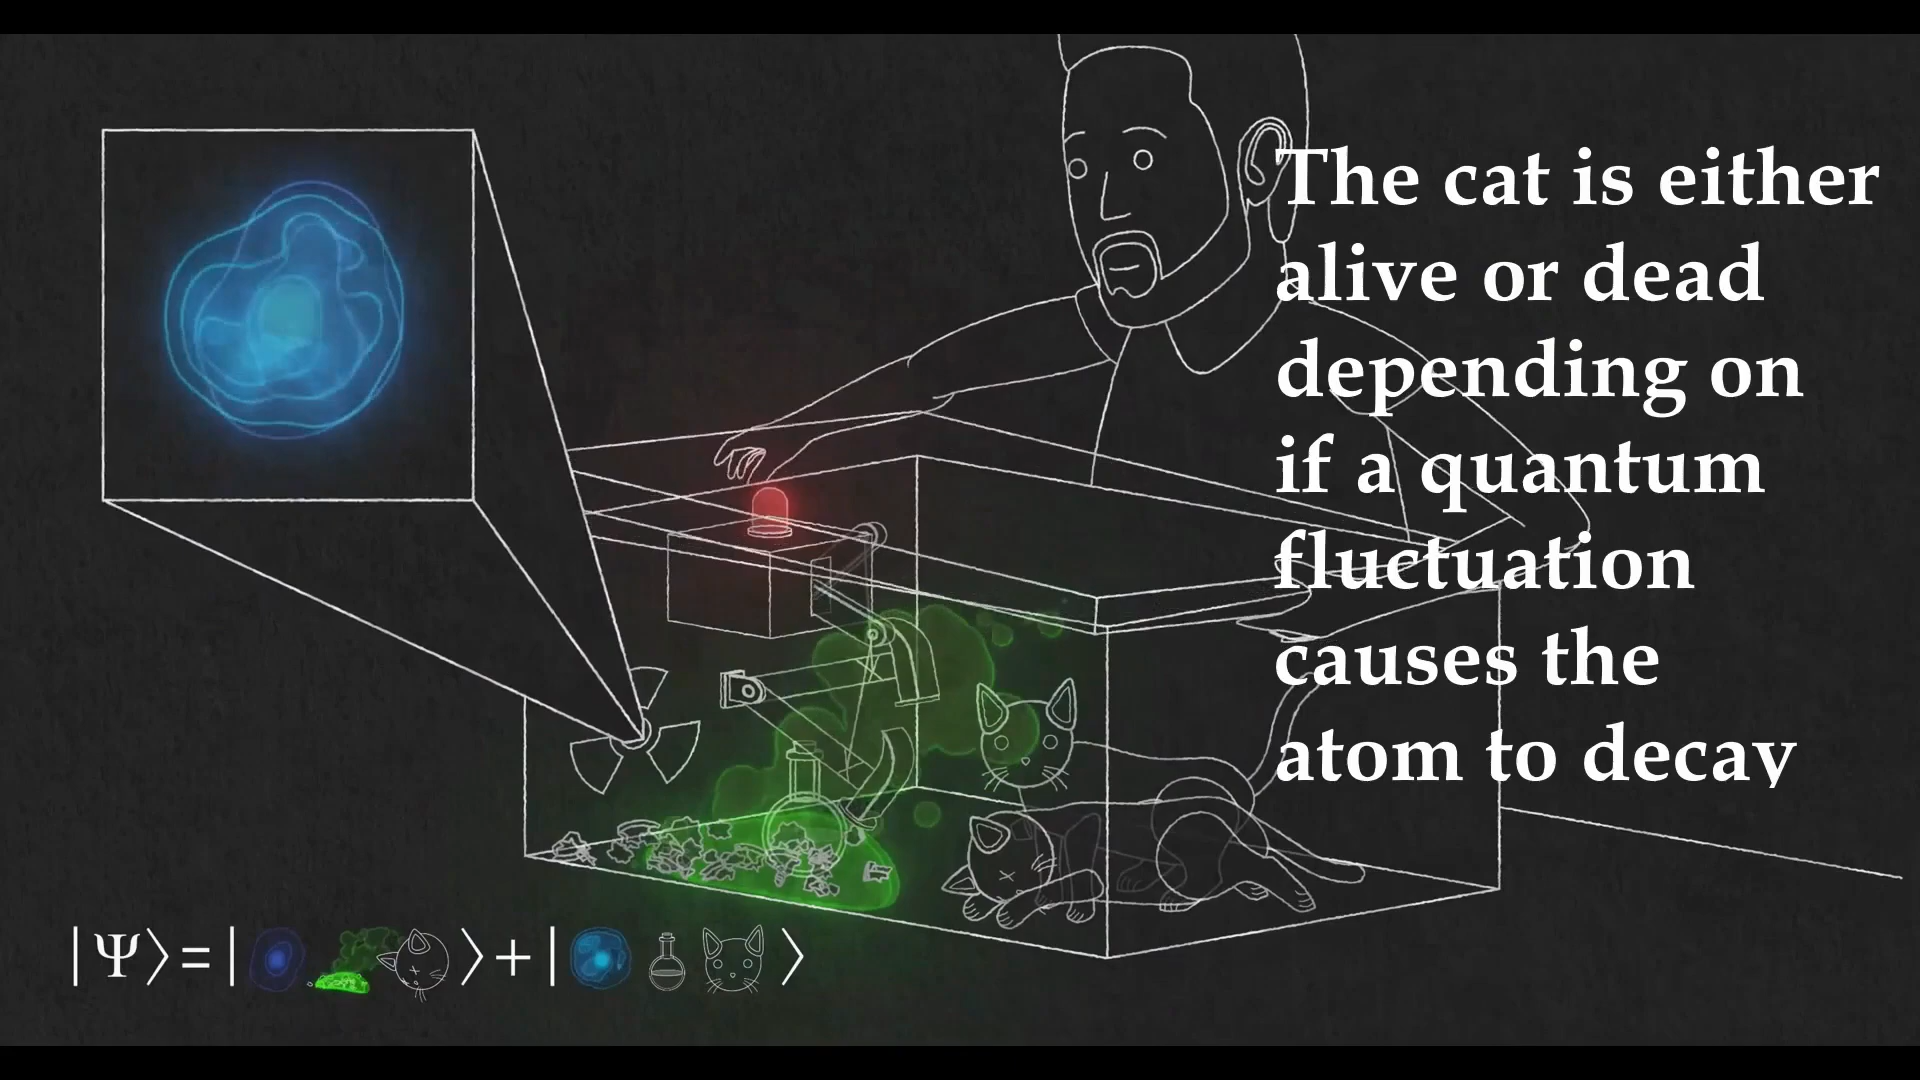 The cat is either
alive or dead
depending on
if a quantum
fluctuation
causes the
atom to decay
|Ψ⟩=| ⟩+| ⟩